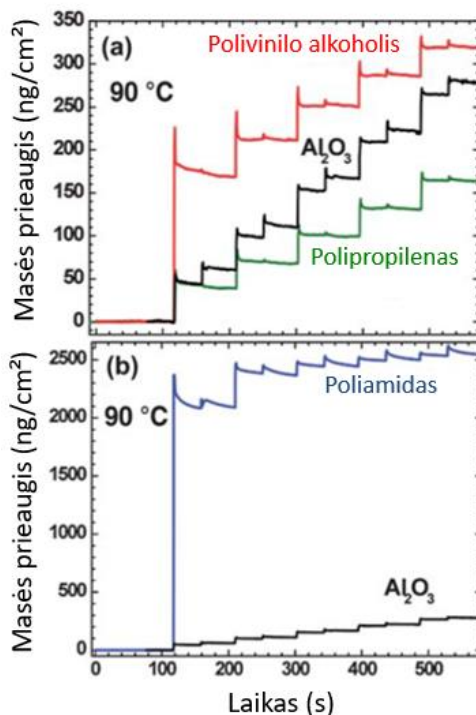 (a)
Polivinilo alkoholis
90 °C
Al₂O₃
Polipropilenas
Masės prieaugis (ng/cm²)
350
300
250
200
150
100
50
0
(b)
Poliamidas
90 °C
Al₂O₃
Masės prieaugis (ng/cm²)
2500
2000
1500
1000
500
0
0 100 200 300 400 500
Laikas (s)